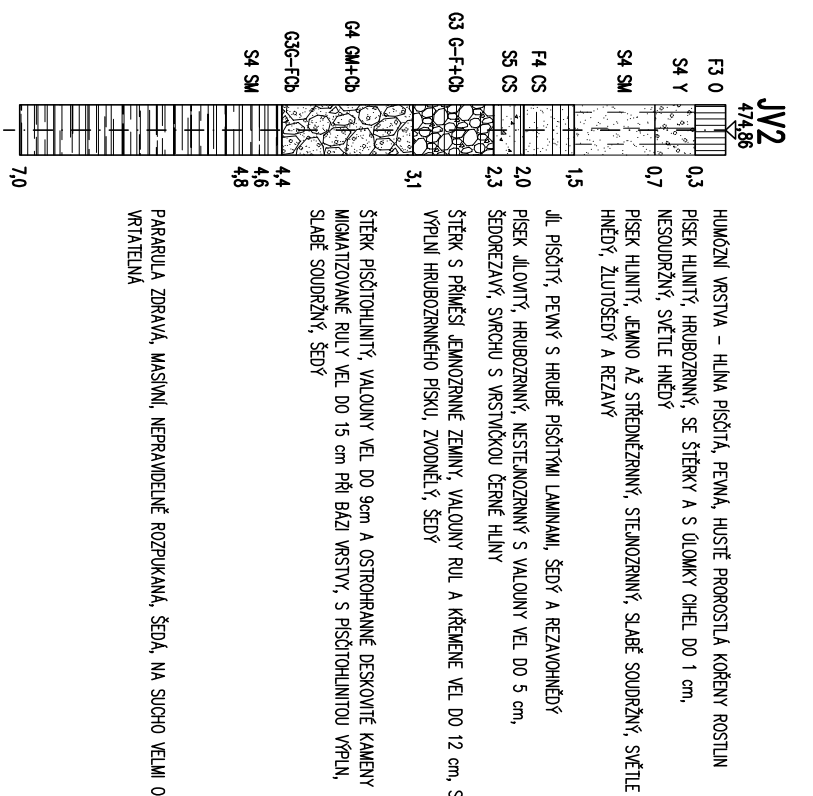 JV2
474,86
F3 O
S4 Y
S4 SM
F4 CS
S5 CS
G3 G-F+Cb
G4 GM+Cb
G3G-FCb
S4 SM
0,3
0,7
1,5
2,0
2,3
3,1
4,4
4,6
4,8
7,0
HUMÓZNÍ VRSTVA - HLÍNA PÍSČITÁ, PEVNÁ, HUSTĚ PROROSTLÁ KOŘENY ROSTLIN
PÍSEK HLINITÝ, HRUBOZRNNÝ, SE ŠTĚRKY A S ÚLOMKY CIHEL DO 1 cm,
NESOUDRŽNÝ, SVĚTLE HNĚDÝ
PÍSEK HLINITÝ, JEMNO AŽ STŘEDNĚZRNNÝ, STEJNOZRNNÝ, SLABĚ SOUDRŽNÝ, SVĚTLE
HNĚDÝ, ŽLUTOŠEDÝ A REZAVÝ
JÍL PÍSČITÝ, PEVNÝ S HRUBĚ PÍSČITÝMI LAMINAMI, ŠEDÝ A REZAVOHNĚDÝ
PÍSEK JÍLOVITÝ, HRUBOZRNNÝ, NESTEJNOZRNNÝ S VALOUNY VEL DO 5 cm,
ŠEDOREZAVÝ, SVRCHU S VRSTVIČKOU ČERNÉ HLÍNY
ŠTĚRK S PŘÍMĚSÍ JEMNOZRNNÉ ZEMINY, VALOUNY RUL A KŘEMENE VEL DO 12 cm, S
VÝPLNÍ HRUBOZRNNÉHO PÍSKU, ZVODNĚLÝ, ŠEDÝ
ŠTĚRK PÍSČITOHLINITÝ, VALOUNY VEL DO 9cm A OSTROHRANNÉ DESKOVITÉ KAMENY
MIGMATIZOVANÉ RULY VEL DO 15 cm PŘI BÁZI VRSTVY, S PÍSČITOHLINITOU VÝPLN,
SLABĚ SOUDRŽNÝ, ŠEDÝ
PARARULA ZDRAVÁ, MASÍVNÍ, NEPRAVIDELNĚ ROZPUKANÁ, ŠEDÁ, NA SUCHO VELMI O
VRTATELNÁ